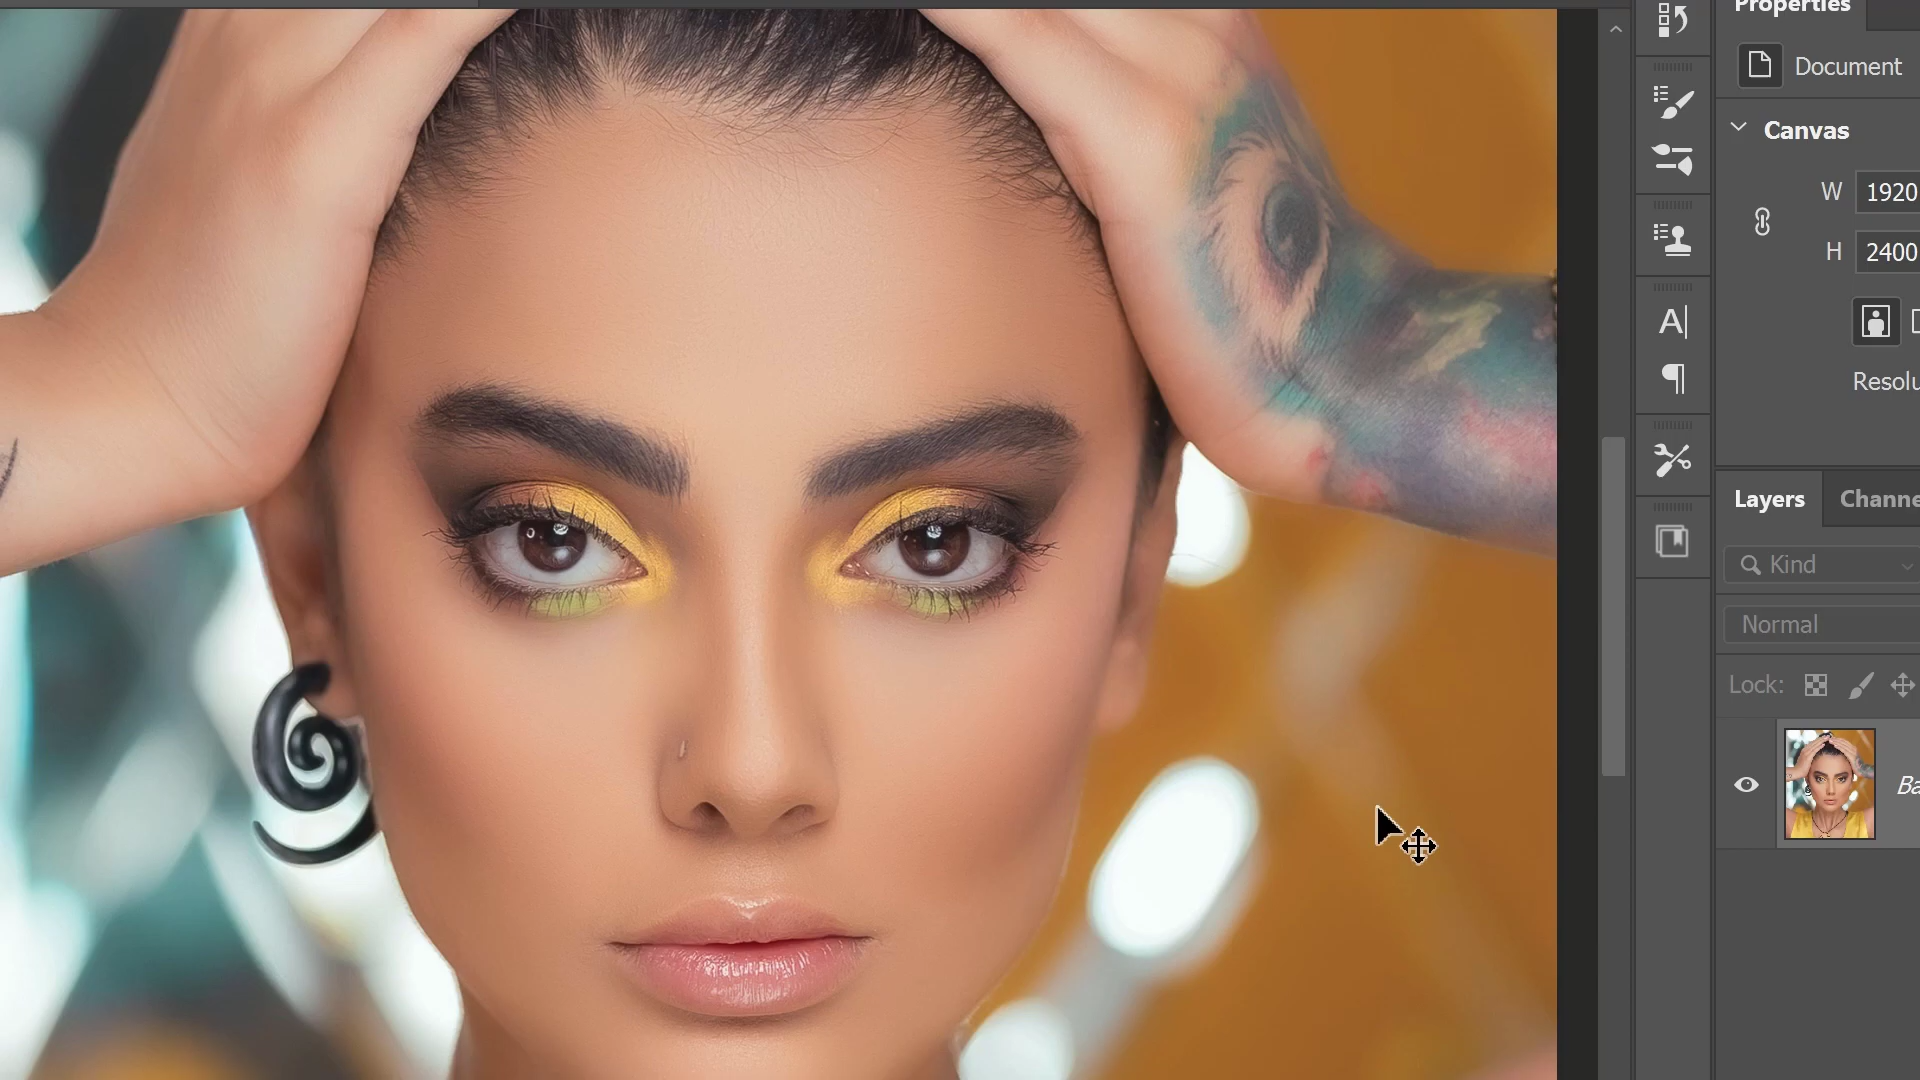 Properties
Document
Canvas
W 1920
H 2400
Resolu
Layers Channe
Kind
Normal
Lock:
Ba